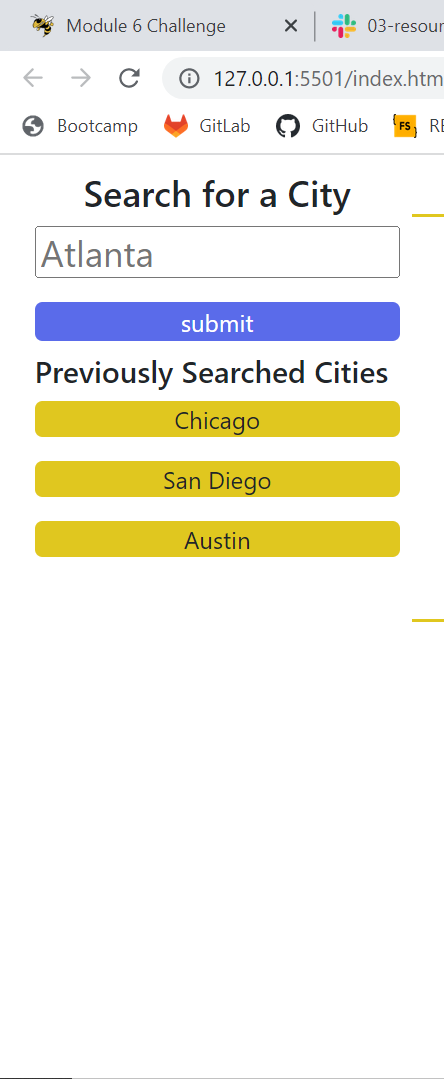 Module 6 Challenge 03-resour
127.0.0.1:5501/index.htm
Bootcamp GitLab GitHub FS RE
Search for a City
Atlanta
submit
Previously Searched Cities
Chicago
San Diego
Austin